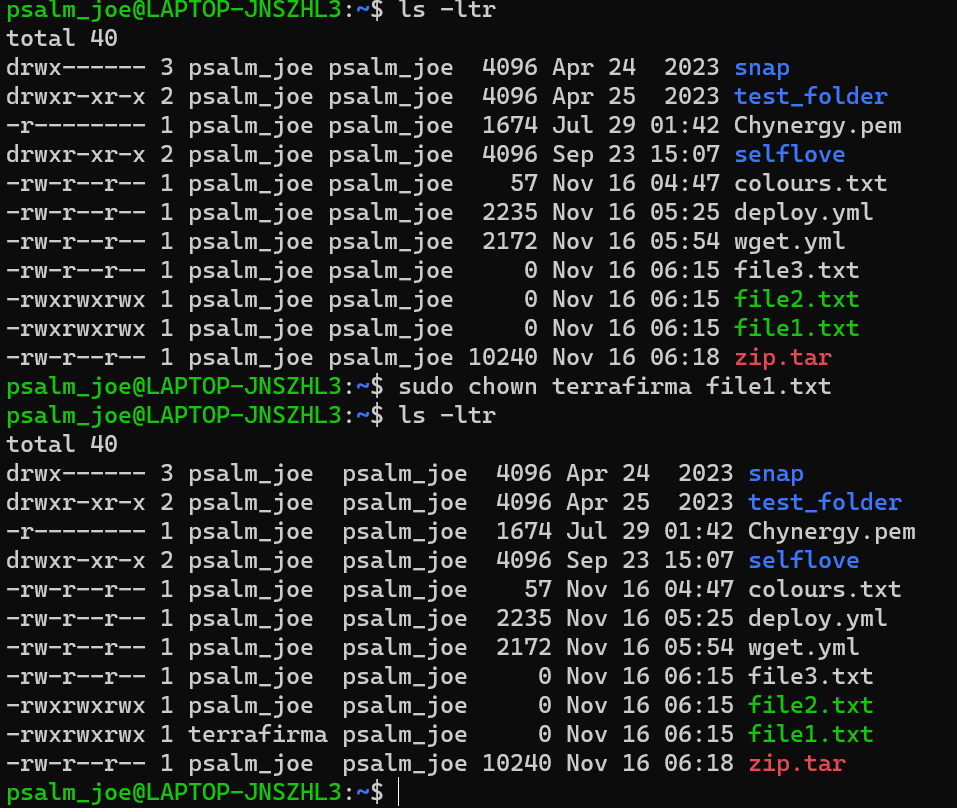 psalm_joe@LAPTOP-JNSZHL3:~$ ls -ltr
total 40
drwx------ 3 psalm_joe psalm_joe  4096 Apr 24  2023 snap
drwxr-xr-x 2 psalm_joe psalm_joe  4096 Apr 25  2023 test_folder
-r-------- 1 psalm_joe psalm_joe  1674 Jul 29 01:42 Chynergy.pem
drwxr-xr-x 2 psalm_joe psalm_joe  4096 Sep 23 15:07 selflove
-rw-r--r-- 1 psalm_joe psalm_joe    57 Nov 16 04:47 colours.txt
-rw-r--r-- 1 psalm_joe psalm_joe  2235 Nov 16 05:25 deploy.yml
-rw-r--r-- 1 psalm_joe psalm_joe  2172 Nov 16 05:54 wget.yml
-rw-r--r-- 1 psalm_joe psalm_joe     0 Nov 16 06:15 file3.txt
-rwxrwxrwx 1 psalm_joe psalm_joe     0 Nov 16 06:15 file2.txt
-rwxrwxrwx 1 psalm_joe psalm_joe     0 Nov 16 06:15 file1.txt
-rw-r--r-- 1 psalm_joe psalm_joe 10240 Nov 16 06:18 zip.tar
psalm_joe@LAPTOP-JNSZHL3:~$ sudo chown terrafirma file1.txt
psalm_joe@LAPTOP-JNSZHL3:~$ ls -ltr
total 40
drwx------ 3 psalm_joe  psalm_joe  4096 Apr 24  2023 snap
drwxr-xr-x 2 psalm_joe  psalm_joe  4096 Apr 25  2023 test_folder
-r-------- 1 psalm_joe  psalm_joe  1674 Jul 29 01:42 Chynergy.pem
drwxr-xr-x 2 psalm_joe  psalm_joe  4096 Sep 23 15:07 selflove
-rw-r--r-- 1 psalm_joe  psalm_joe    57 Nov 16 04:47 colours.txt
-rw-r--r-- 1 psalm_joe  psalm_joe  2235 Nov 16 05:25 deploy.yml
-rw-r--r-- 1 psalm_joe  psalm_joe  2172 Nov 16 05:54 wget.yml
-rw-r--r-- 1 psalm_joe  psalm_joe     0 Nov 16 06:15 file3.txt
-rwxrwxrwx 1 psalm_joe  psalm_joe     0 Nov 16 06:15 file2.txt
-rwxrwxrwx 1 terrafirma psalm_joe     0 Nov 16 06:15 file1.txt
-rw-r--r-- 1 psalm_joe  psalm_joe 10240 Nov 16 06:18 zip.tar
psalm_joe@LAPTOP-JNSZHL3:~$